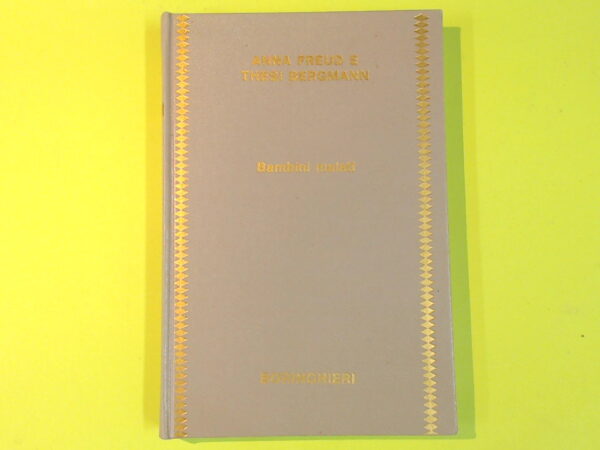 ANNA FREUD E
THESI BERGMANN
Bambini malati
BORINGHIERI